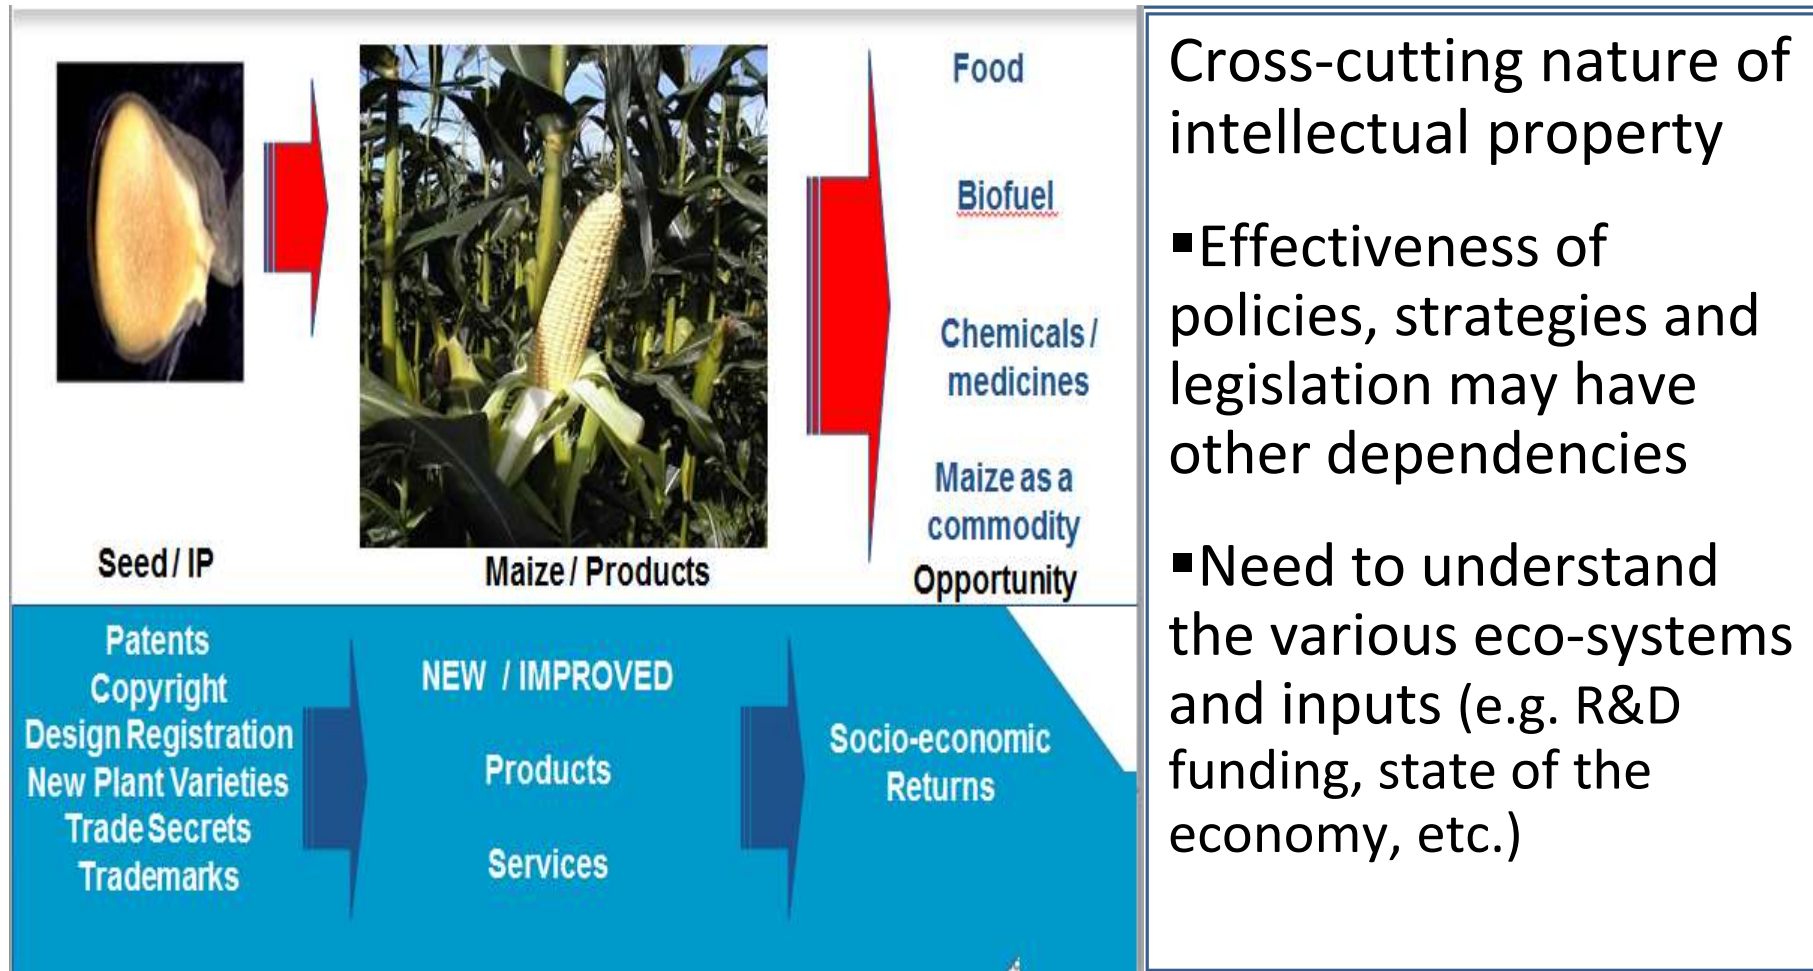 Food
Biofuel
Chemicals /
medicines
Maize as a
commodity
Seed / IP
Maize / Products
Opportunity
Patents
Copyright
Design Registration
New Plant Varieties
Trade Secrets
Trademarks
NEW / IMPROVED
Products
Services
Socio-economic
Returns
Cross-cutting nature of
intellectual property
▪Effectiveness of
policies, strategies and
legislation may have
other dependencies
▪Need to understand
the various eco-systems
and inputs (e.g. R&D
funding, state of the
economy, etc.)